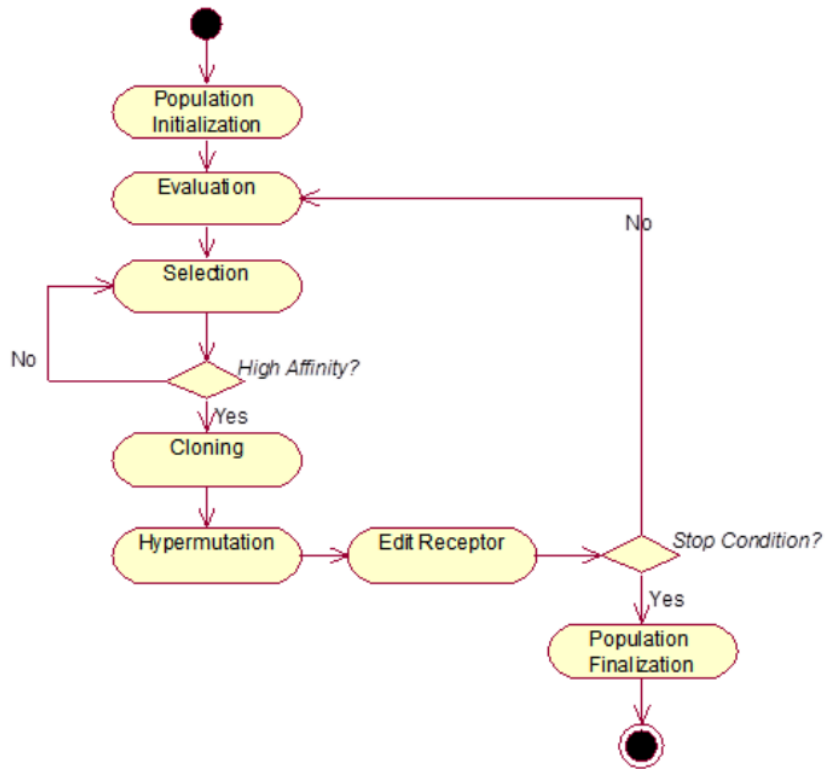 Population
Initialization
Evaluation
No
Selection
No
High Affinity?
Yes
Cloning
Hypermutation
Edit Receptor
Stop Condition?
Yes
Population
Finalization